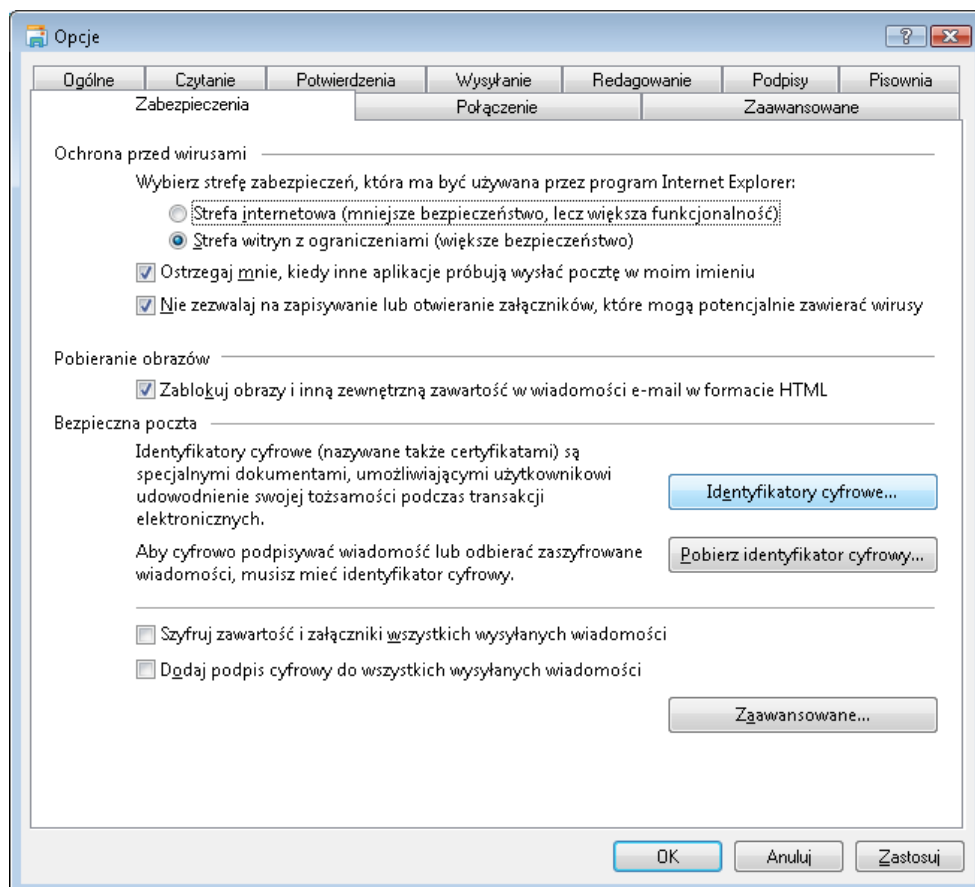 Opcje
Ogólne Czytanie Potwierdzenia Wysyłanie Redagowanie Podpisy Pisownia
Zabezpieczenia Połączenie Zaawansowane
Ochrona przed wirusami
Wybierz strefę zabezpieczeń, która ma być używana przez program Internet Explorer:
Strefa internetowa (mniejsze bezpieczeństwo, lecz większa funkcjonalność)
Strefa witryn z ograniczeniami (większe bezpieczeństwo)
Ostrzegaj mnie, kiedy inne aplikacje próbują wysłać pocztę w moim imieniu
Nie zezwalaj na zapisywanie lub otwieranie załączników, które mogą potencjalnie zawierać wirusy
Pobieranie obrazów
Zablokuj obrazy i inną zewnętrzną zawartość w wiadomości e-mail w formacie HTML
Bezpieczna poczta
Identyfikatory cyfrowe (nazywane także certyfikatami) są
specjalnymi dokumentami, umożliwiającymi użytkownikowi
udowodnienie swojej tożsamości podczas transakcji
elektronicznych.
Identyfikatory cyfrowe...
Aby cyfrowo podpisywać wiadomość lub odbierać zaszyfrowane
wiadomości, musisz mieć identyfikator cyfrowy.
Pobierz identyfikator cyfrowy...
Szyfruj zawartość i załączniki wszystkich wysyłanych wiadomości
Dodaj podpis cyfrowy do wszystkich wysyłanych wiadomości
Zaawansowane...
OK Anuluj Zastosuj